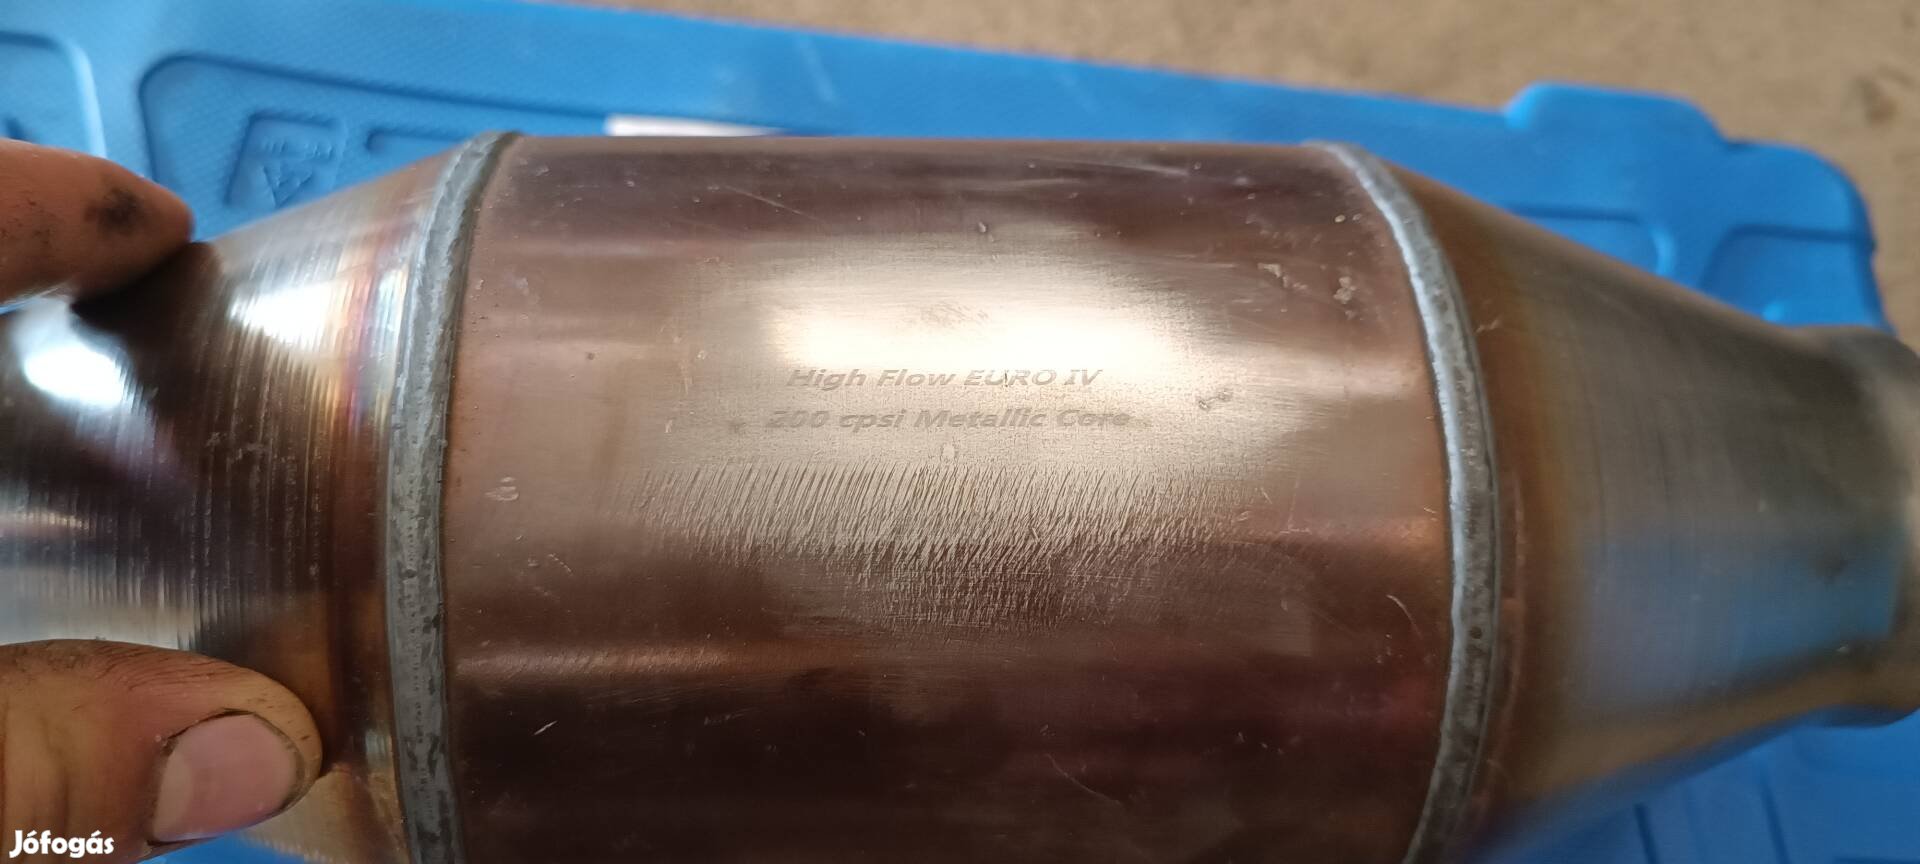 High Flow EURO IV
200 cpsi Metallic Core
Jófogás